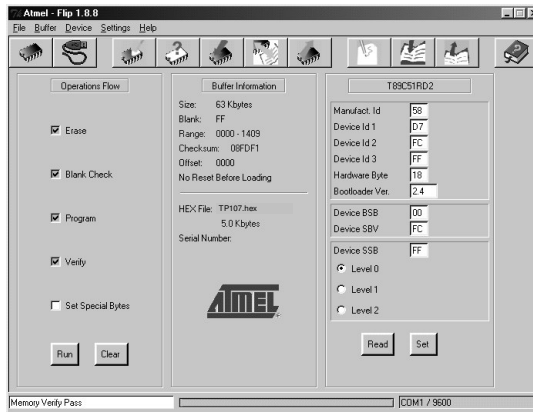 Atmel - Flip 1.8.8
File Buffer Device Settings Help
Operations Flow
Erase
Blank Check
Program
Verify
Set Special Bytes
Run Clear
Buffer Information
Size: 63 Kbytes
Blank: FF
Range: 0000 - 1409
Checksum: 08FDF1
Offset: 0000
No Reset Before Loading
HEX File: TP107.hex
5.0 Kbytes
Serial Number:
ATMEL
T89C51RD2
Manufact. Id 58
Device Id 1 D7
Device Id 2 FC
Device Id 3 FF
Hardware Byte 18
Bootloader Ver. 2.4
Device BSB 00
Device SBV FC
Device SSB FF
Level 0
Level 1
Level 2
Read Set
Memory Verify Pass
COM1 / 9600